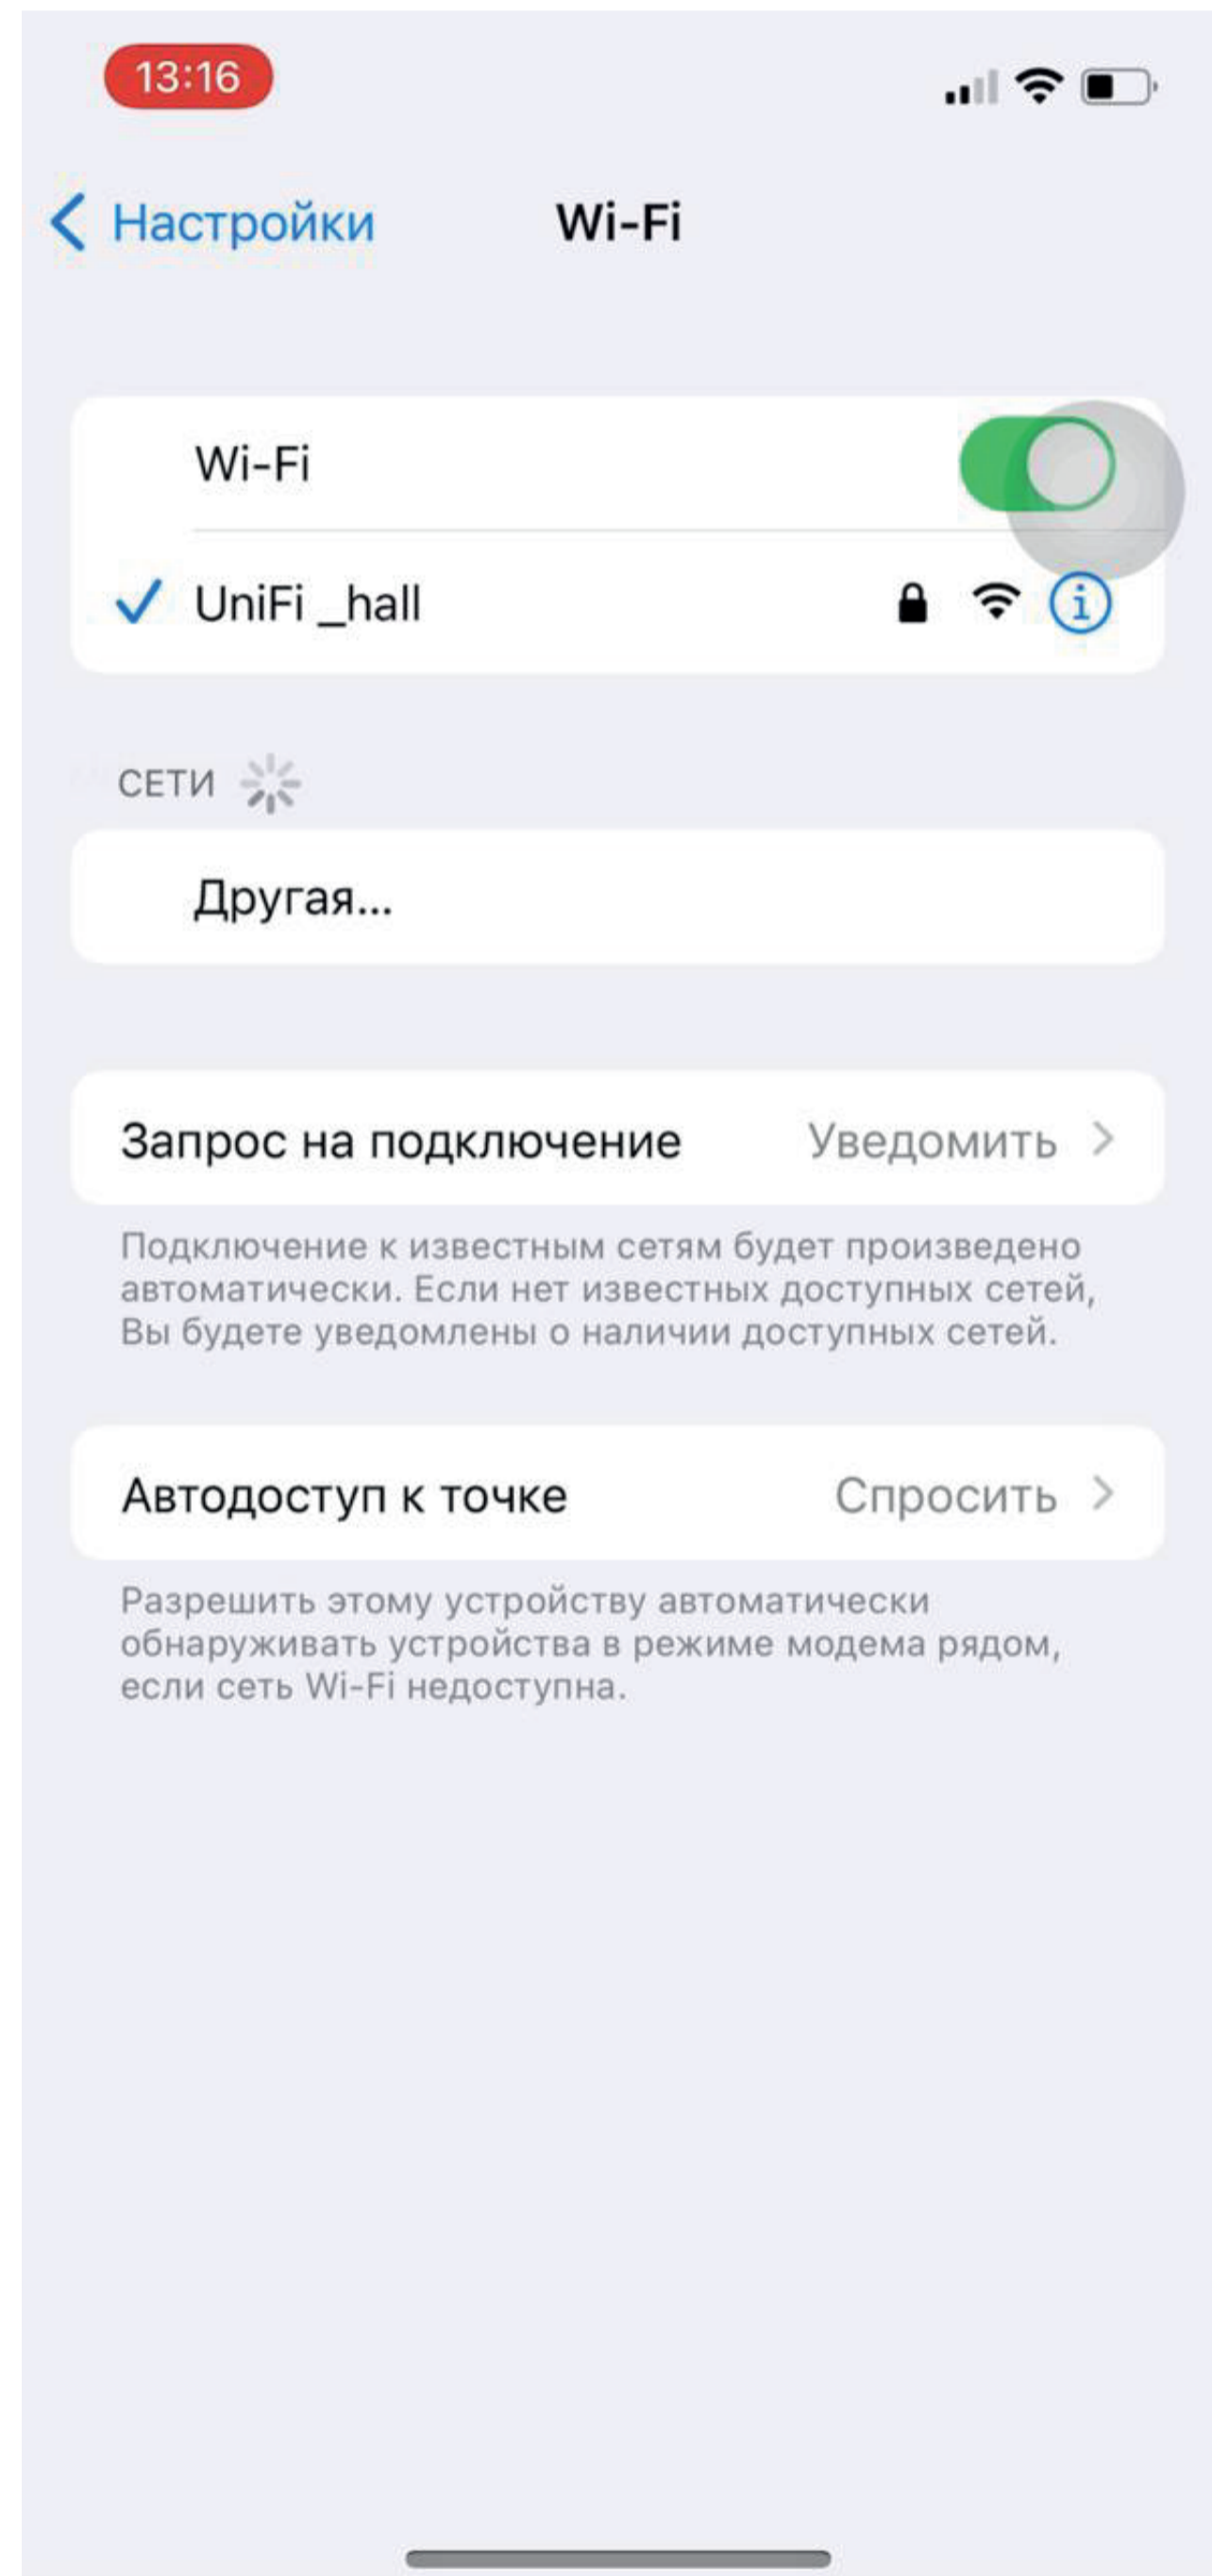 13:16
Настройки
Wi-Fi
Wi-Fi
UniFi _hall
СЕТИ
Другая...
Запрос на подключение Уведомить
Подключение к известным сетям будет произведено
автоматически. Если нет известных доступных сетей,
Вы будете уведомлены о наличии доступных сетей.
Автодоступ к точке Спросить
Разрешить этому устройству автоматически
обнаруживать устройства в режиме модема рядом,
если сеть Wi-Fi недоступна.